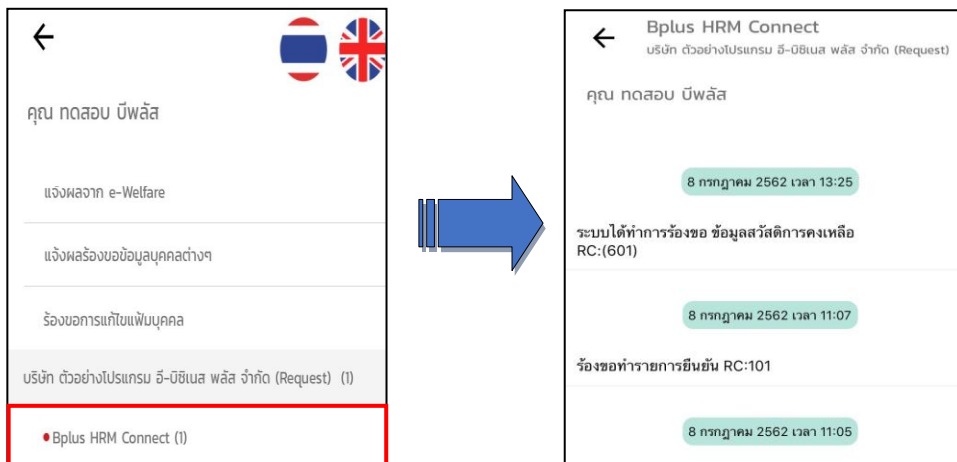 คุณ ทดสอบ บีพลัส
แจ้งผลจาก e-Welfare
แจ้งผลร้องขอข้อมูลบุคคลต่างๆ
ร้องขอการแก้ไขแฟ้มบุคคล
บริษัท ตัวอย่างโปรแกรม อี-บิซิเนส พลัส จำกัด (Request) (1)
Bplus HRM Connect (1)
Bplus HRM Connect
บริษัท ตัวอย่างโปรแกรม อี-บิซิเนส พลัส จำกัด (Request)
คุณ ทดสอบ บีพลัส
8 กรกฎาคม 2562 เวลา 13:25
ระบบได้ทำการร้องขอ ข้อมูลสวัสดิการคงเหลือ
RC:(601)
8 กรกฎาคม 2562 เวลา 11:07
ร้องขอทำรายการยืนยัน RC:101
8 กรกฎาคม 2562 เวลา 11:05